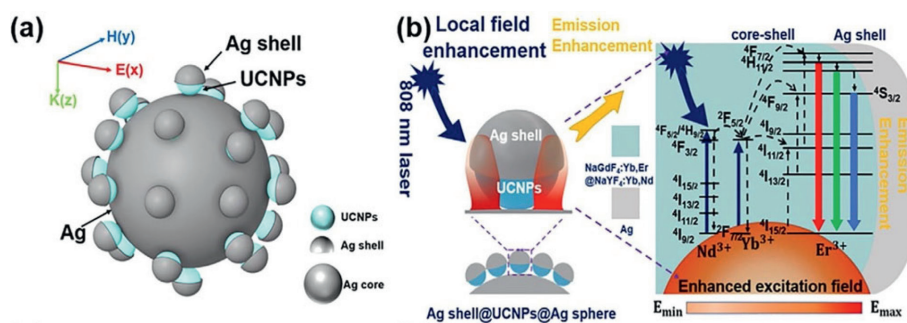 (a)
H(y)
E(x)
K(z)
Ag shell
UCNPs
Ag
UCNPs
Ag shell
Ag core
(b)
Local field
enhancement
Emission
Enhancement
808 nm laser
Ag shell
UCNPs
NaGdF₄:Yb,Er
@NaYF₄:Yb,Nd
Ag
Ag shell@UCNPs@Ag sphere
core-shell
Ag shell
⁴F₇/₂
⁴H₁₁/₂
⁴S₃/₂
⁴F₉/₂
²F₅/₂
⁴F₅/₂/⁴H₉/₂
⁴F₃/₂
⁴I₉/₂
⁴I₁₁/₂
⁴I₁₃/₂
⁴I₁₅/₂
⁴I₁₃/₂
⁴I₁₁/₂
⁴I₉/₂
²F₇/₂
⁴I₁₅/₂
Nd³⁺
Yb³⁺
Er³⁺
Emission
Enhancement
Enhanced excitation field
Emin
Emax